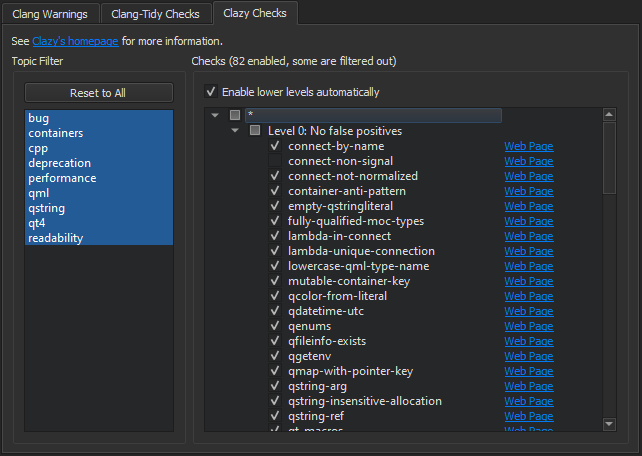 Clang Warnings Clang-Tidy Checks Clazy Checks
See Clazy's homepage for more information.
Topic Filter
Reset to All
bug
containers
cpp
deprecation
performance
qml
qstring
qt4
readability
Checks (82 enabled, some are filtered out)
Enable lower levels automatically
*
Level 0: No false positives
connect-by-name Web Page
connect-non-signal Web Page
connect-not-normalized Web Page
container-anti-pattern Web Page
empty-qstringliteral Web Page
fully-qualified-moc-types Web Page
lambda-in-connect Web Page
lambda-unique-connection Web Page
lowercase-qml-type-name Web Page
mutable-container-key Web Page
qcolor-from-literal Web Page
qdatetime-utc Web Page
qenums Web Page
qfileinfo-exists Web Page
qgetenv Web Page
qmap-with-pointer-key Web Page
qstring-arg Web Page
qstring-insensitive-allocation Web Page
qstring-ref Web Page
qt-macros Web Page